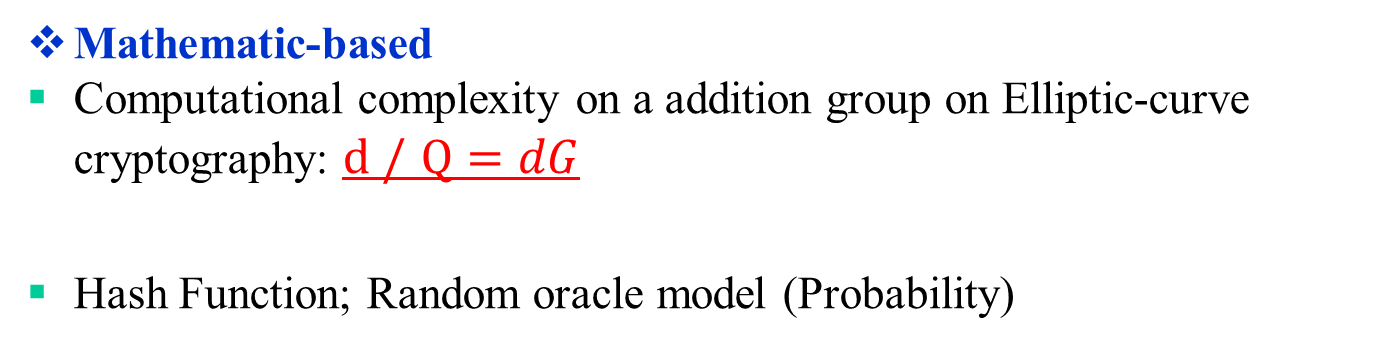 ❖ Mathematic-based
▪ Computational complexity on a addition group on Elliptic-curve
cryptography: d / Q = dG
▪ Hash Function; Random oracle model (Probability)